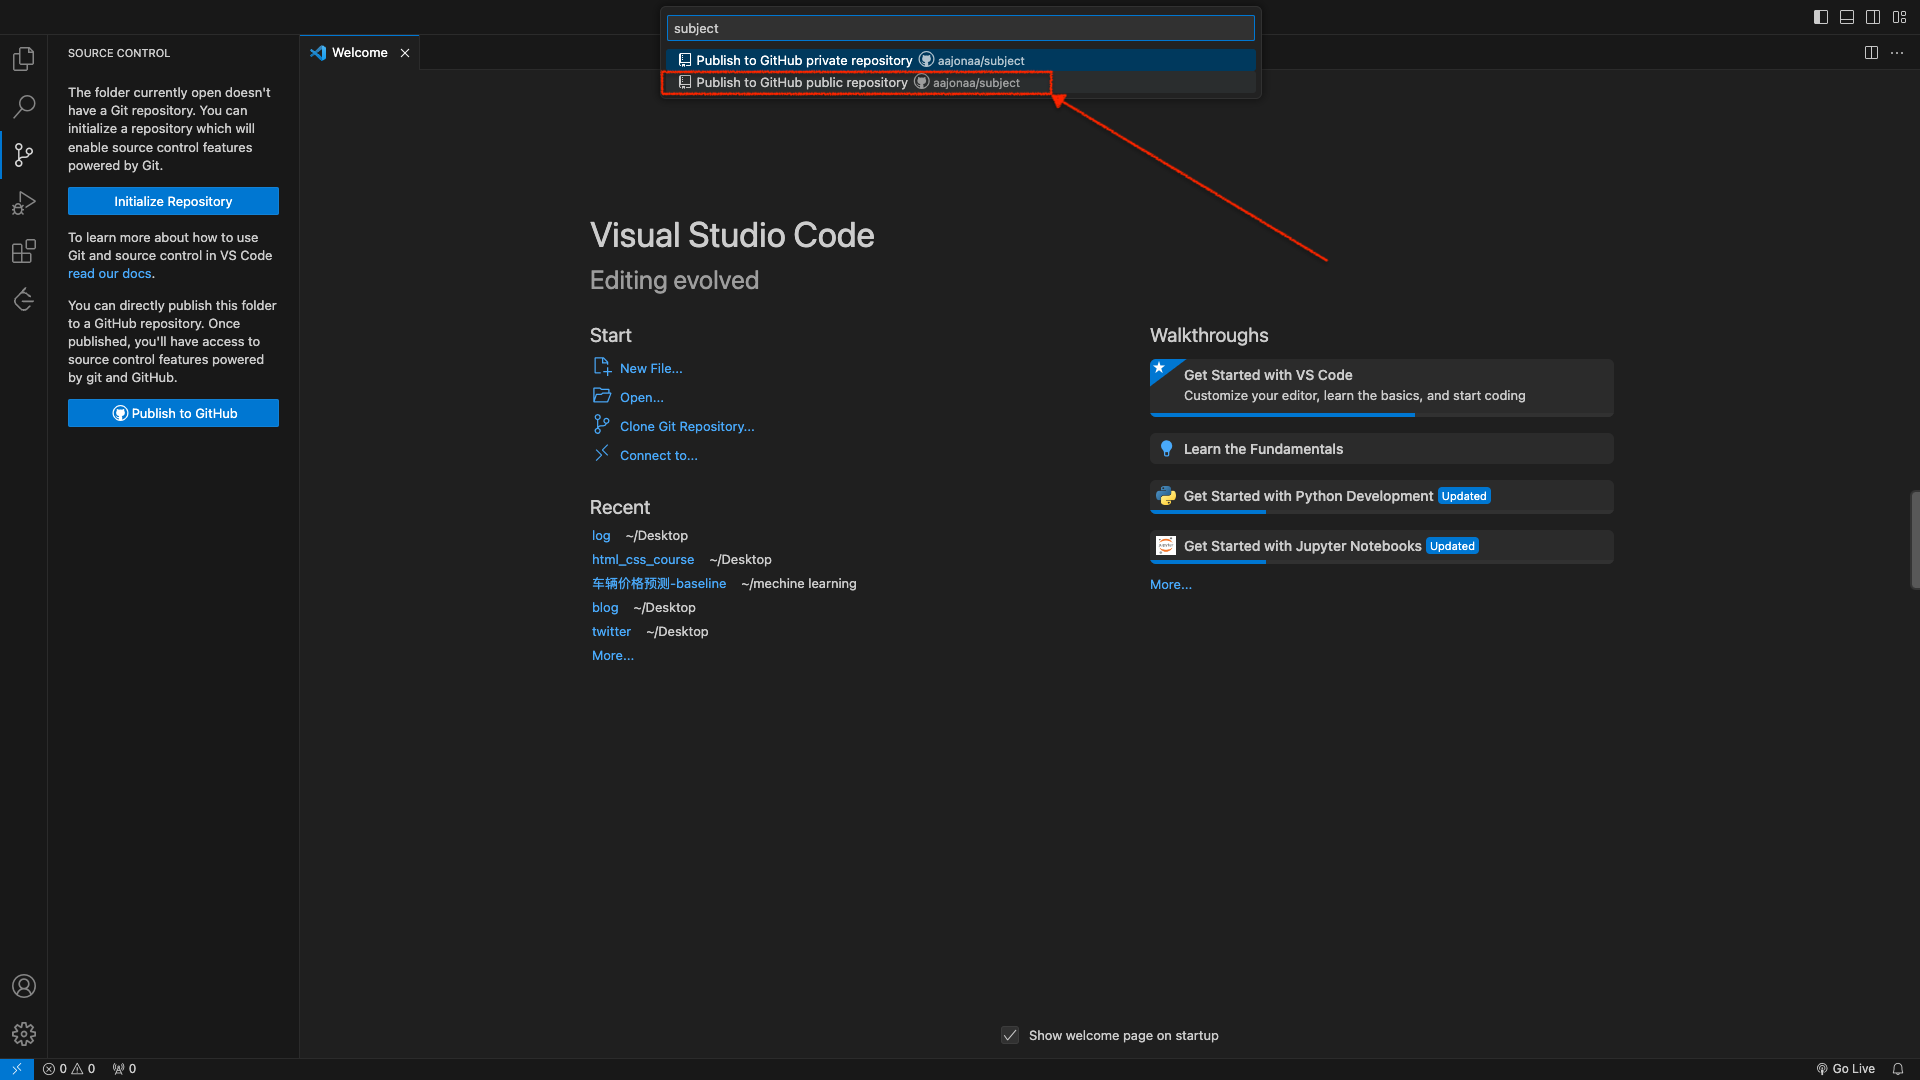 subject
Publish to GitHub private repository aajonaa/subject
Publish to GitHub public repository aajonaa/subject
SOURCE CONTROL
Welcome
The folder currently open doesn't
have a Git repository. You can
initialize a repository which will
enable source control features
powered by Git.
Initialize Repository
To learn more about how to use
Git and source control in VS Code
read our docs.
You can directly publish this folder
to a GitHub repository. Once
published, you'll have access to
source control features powered
by git and GitHub.
Publish to GitHub
Visual Studio Code
Editing evolved
Start
New File...
Open...
Clone Git Repository...
Connect to...
Recent
log ~/Desktop
html_css_course ~/Desktop
车辆价格预测-baseline ~/mechine learning
blog ~/Desktop
twitter ~/Desktop
More...
Walkthroughs
Get Started with VS Code
Customize your editor, learn the basics, and start coding
Learn the Fundamentals
Get Started with Python Development Updated
Get Started with Jupyter Notebooks Updated
More...
Show welcome page on startup
0 0 0
Go Live